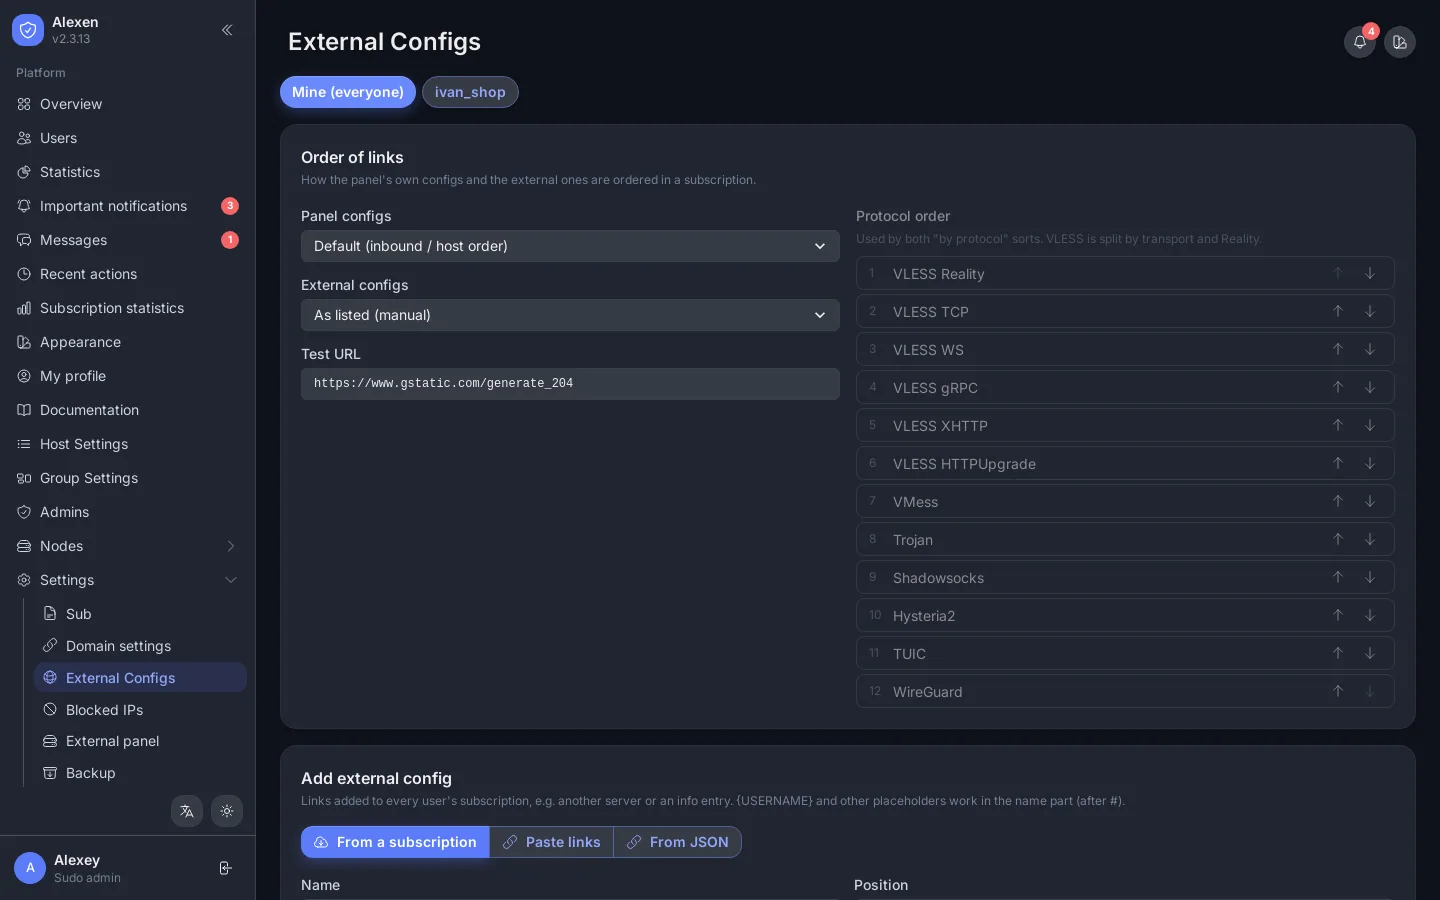 Alexen
v2.3.13
Platform
Overview
Users
Statistics
Important notifications 3
Messages 1
Recent actions
Subscription statistics
Appearance
My profile
Documentation
Host Settings
Group Settings
Admins
Nodes
Settings
Sub
Domain settings
External Configs
Blocked IPs
External panel
Backup
A
Alexey
Sudo admin
External Configs
4
Mine (everyone)
ivan_shop
Order of links
How the panel's own configs and the external ones are ordered in a subscription.
Panel configs
Default (inbound / host order)
External configs
As listed (manual)
Test URL
https://www.gstatic.com/generate_204
Protocol order
Used by both "by protocol" sorts. VLESS is split by transport and Reality.
1 VLESS Reality
2 VLESS TCP
3 VLESS WS
4 VLESS gRPC
5 VLESS XHTTP
6 VLESS HTTPUpgrade
7 VMess
8 Trojan
9 Shadowsocks
10 Hysteria2
11 TUIC
12 WireGuard
Add external config
Links added to every user's subscription, e.g. another server or an info entry. {USERNAME} and other placeholders work in the name part (after #).
From a subscription
Paste links
From JSON
Name
Position